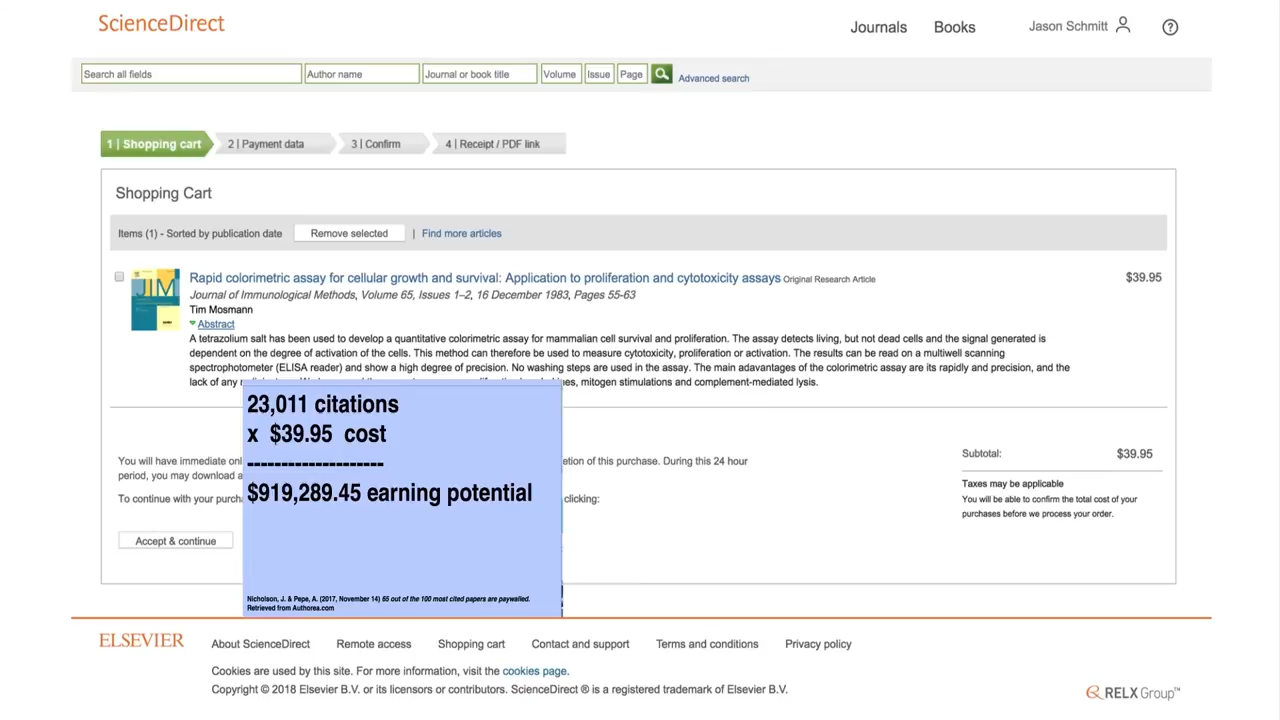 ScienceDirect
Journals Books Jason Schmitt ?
Search all fields Author name Journal or book title Volume Issue Page Advanced search
1 | Shopping cart 2 | Payment data 3 | Confirm 4 | Receipt / PDF link
Shopping Cart
Items (1) - Sorted by publication date Remove selected | Find more articles
JIM
Rapid colorimetric assay for cellular growth and survival: Application to proliferation and cytotoxicity assays Original Research Article $39.95
Journal of Immunological Methods, Volume 65, Issues 1–2, 16 December 1983, Pages 55-63
Tim Mosmann
Abstract
A tetrazolium salt has been used to develop a quantitative colorimetric assay for mammalian cell survival and proliferation. The assay detects living, but not dead cells and the signal generated is
dependent on the degree of activation of the cells. This method can therefore be used to measure cytotoxicity, proliferation or activation. The results can be read on a multiwell scanning
spectrophotometer (ELISA reader) and show a high degree of precision. No washing steps are used in the assay. The main adavantages of the colorimetric assay are its rapidly and precision, and the
lack of any mitogen stimulations and complement-mediated lysis.
23,011 citations
x $39.95 cost
--------------------
$919,289.45 earning potential
Nicholson, J. & Pepe, A. (2017, November 14) 65 out of the 100 most cited papers are paywalled.
Retrieved from Authorea.com
You will have immediate of this purchase. During this 24 hour
period, you may download
To continue with your clicking:
Accept & continue
Subtotal: $39.95
Taxes may be applicable
You will be able to confirm the total cost of your
purchases before we process your order.
ELSEVIER
About ScienceDirect Remote access Shopping cart Contact and support Terms and conditions Privacy policy
Cookies are used by this site. For more information, visit the cookies page.
Copyright © 2018 Elsevier B.V. or its licensors or contributors. ScienceDirect ® is a registered trademark of Elsevier B.V.
RELX Group™